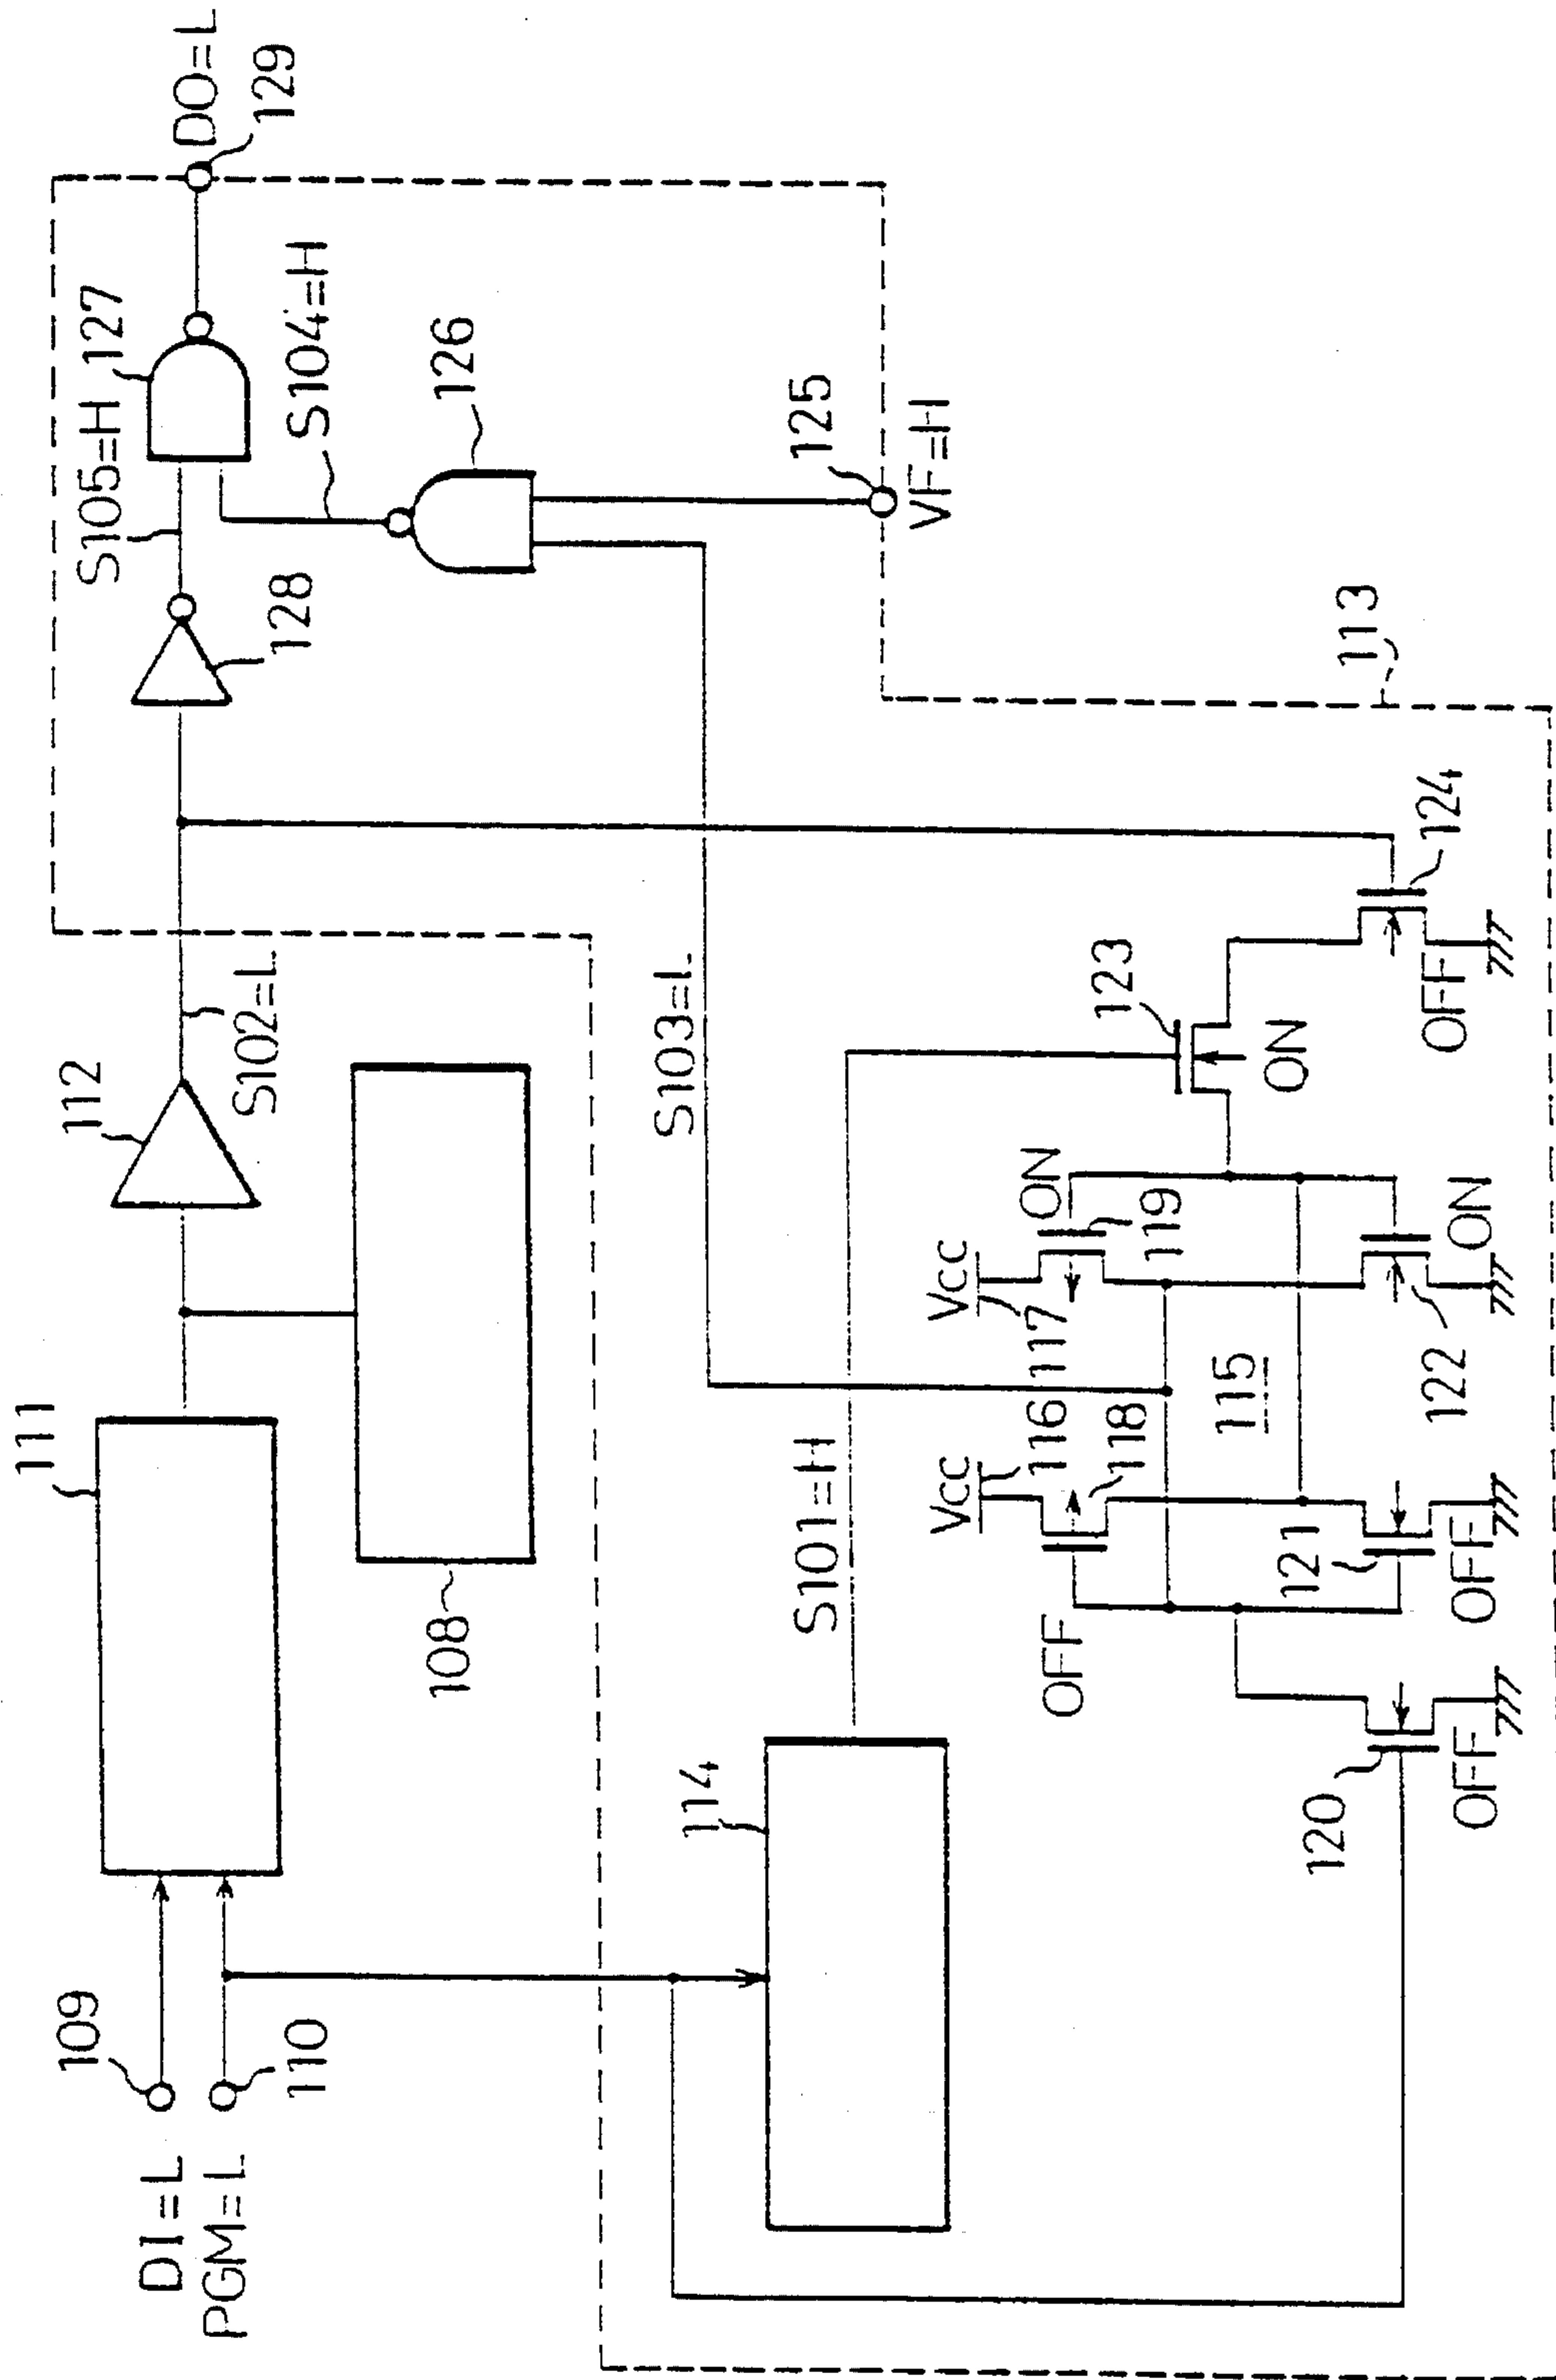 DI=L
PGM=L
109
110
111
108
112
S102=L
128
S105=H
127
S104=H
126
DO=L
129
125
VF=H
113
S103=L
S101=H
114
120
OFF
OFF
VCC
116
118
121
OFF
115
VCC
117
ON
119
122
ON
123
ON
124
OFF